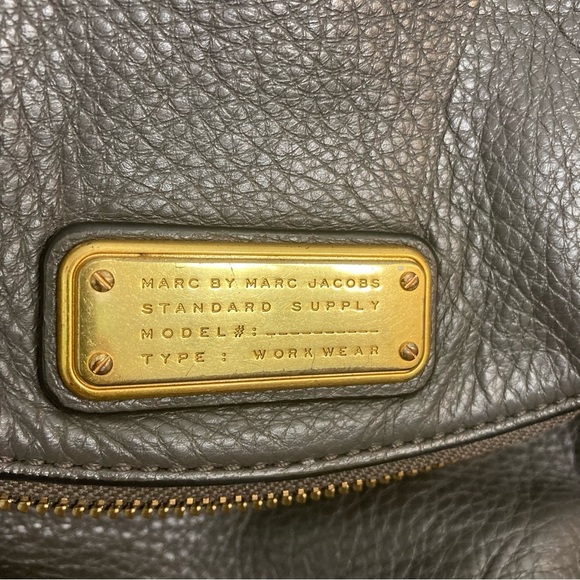 MARC BY MARC JACOBS
STANDARD SUPPLY
MODEL#:__________
TYPE: WORKWEAR